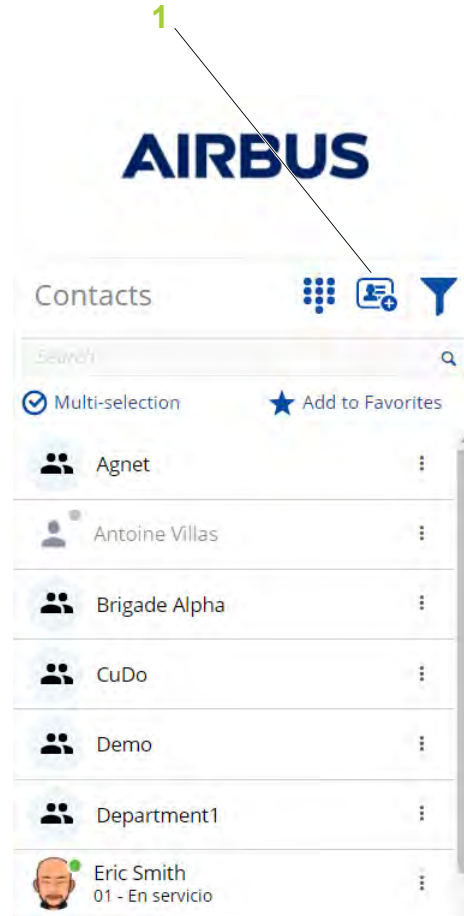 1
AIRBUS
Contacts
Search
Multi-selection Add to Favorites
Agnet
Antoine Villas
Brigade Alpha
CuDo
Demo
Department1
Eric Smith
01 - En servicio